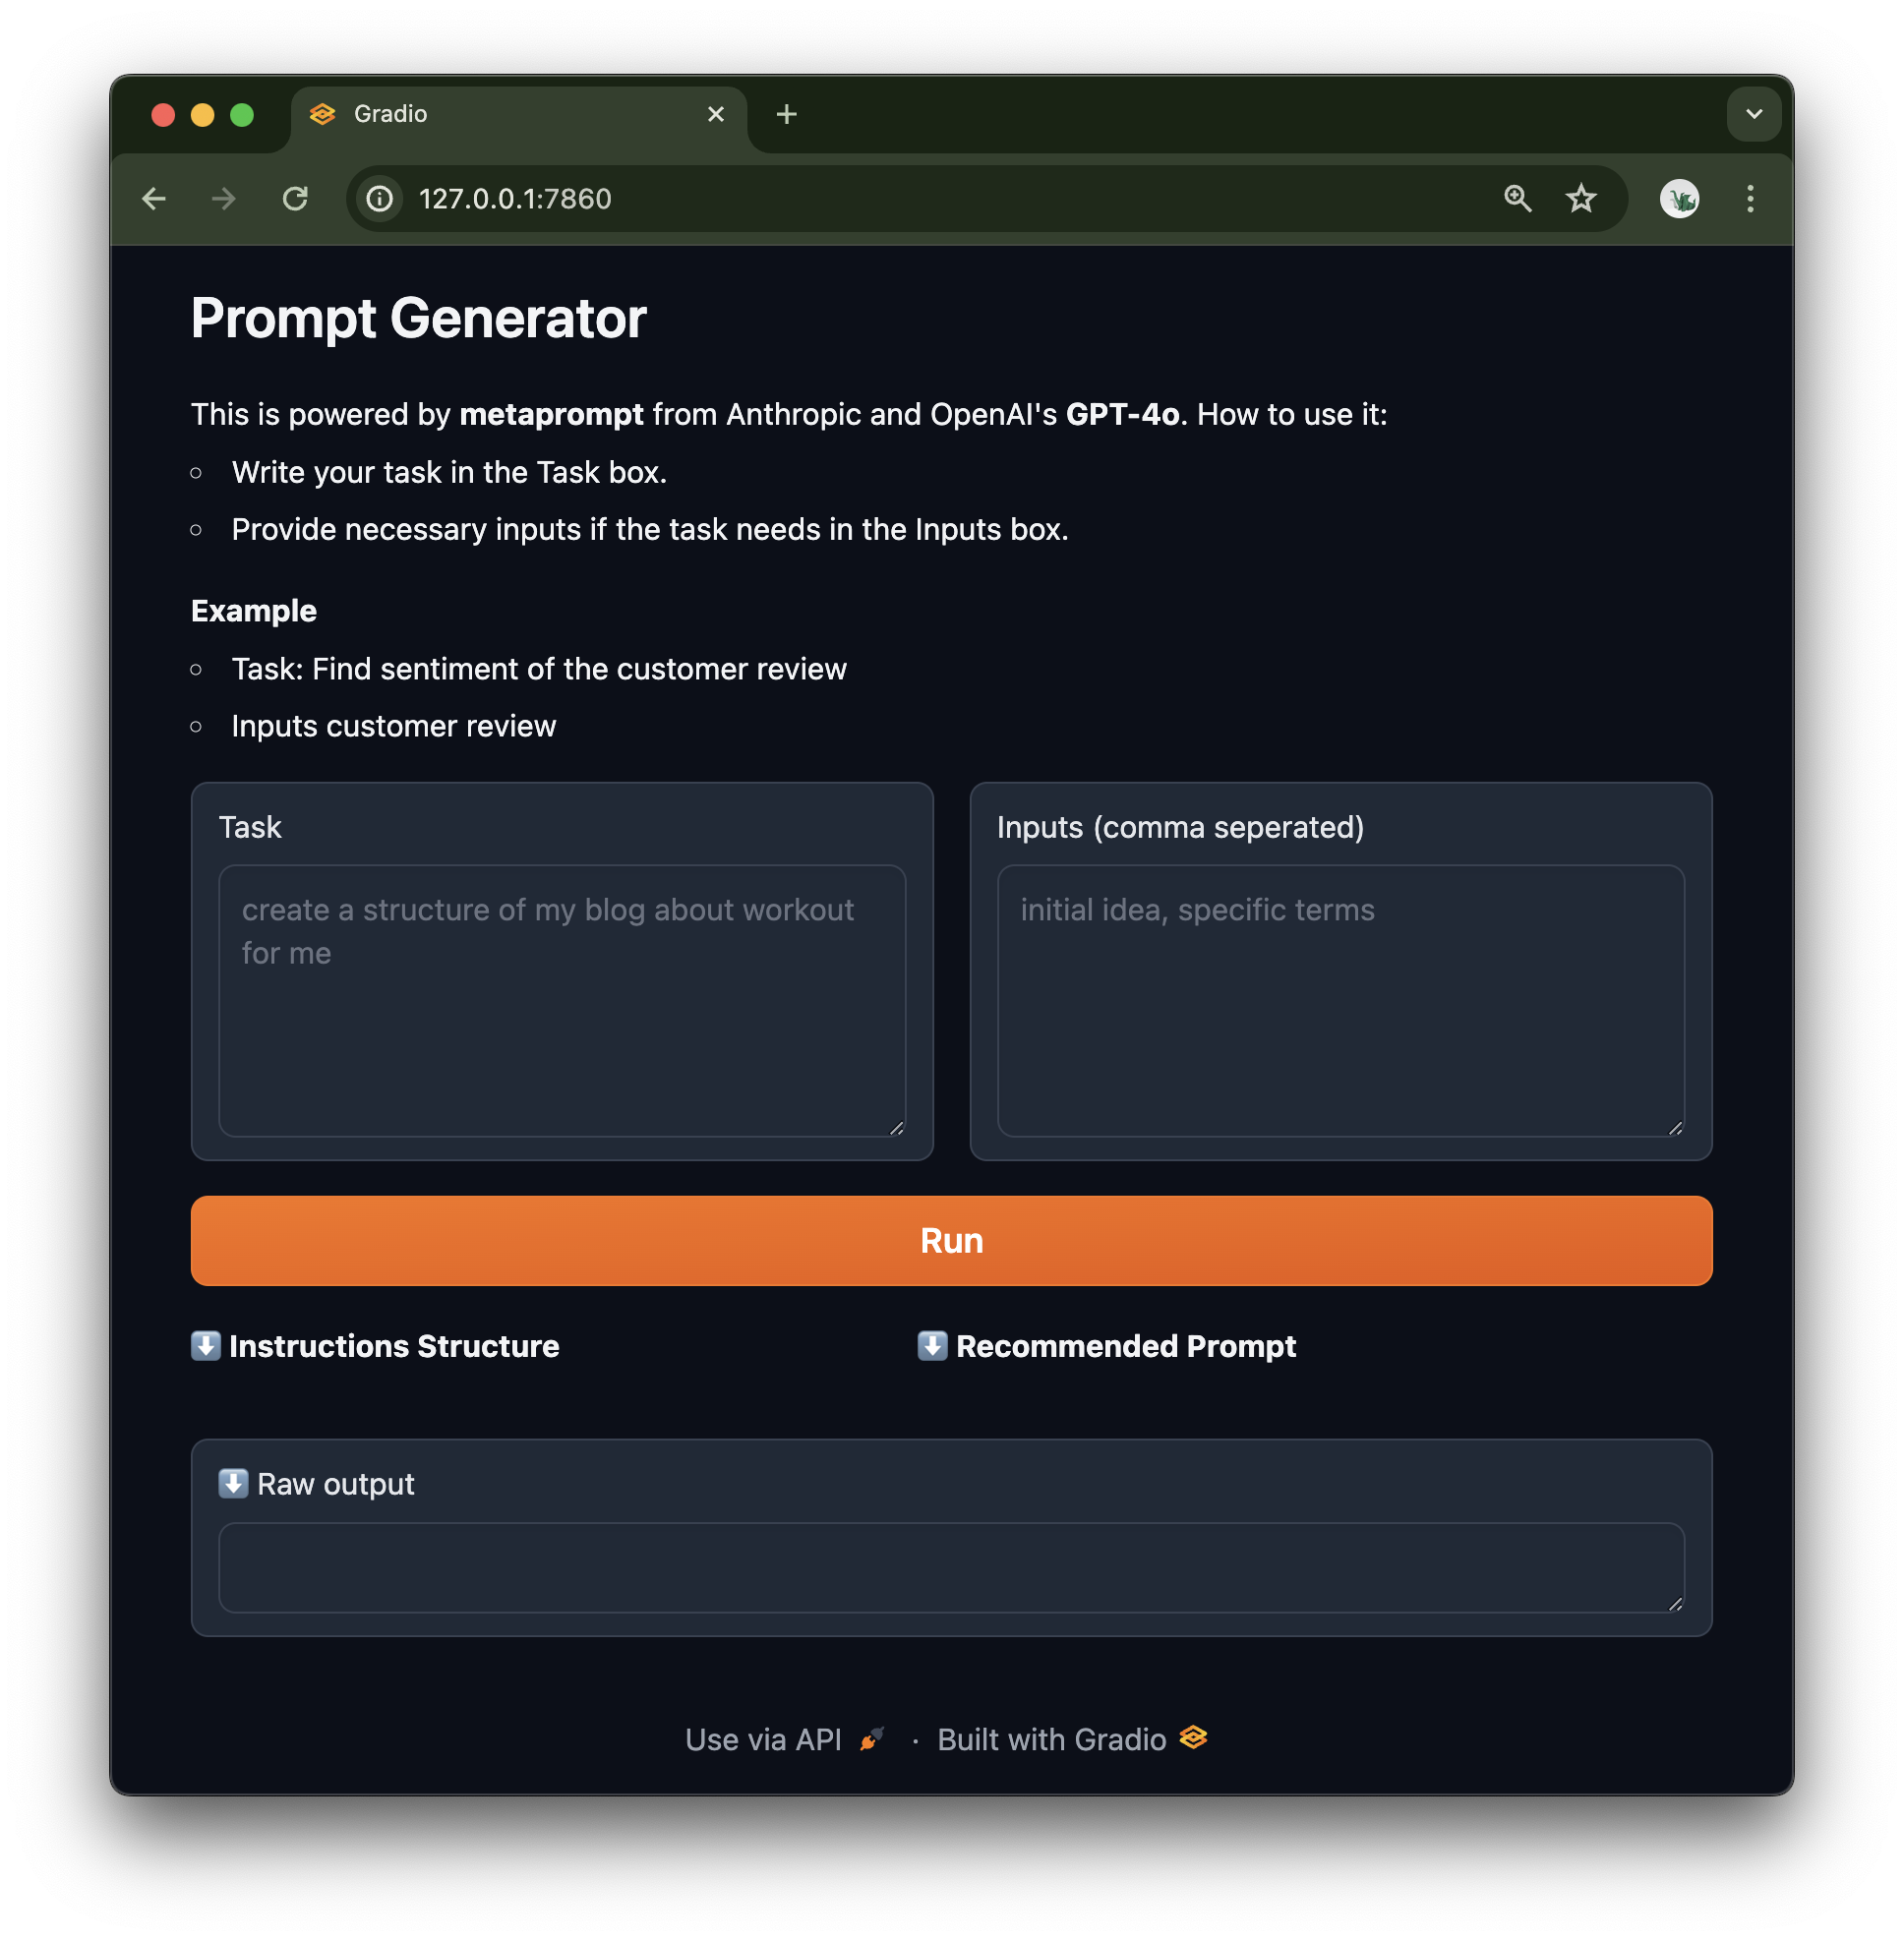 Gradio
127.0.0.1:7860
Prompt Generator
This is powered by metaprompt from Anthropic and OpenAI's GPT-4o. How to use it:
Write your task in the Task box.
Provide necessary inputs if the task needs in the Inputs box.
Example
Task: Find sentiment of the customer review
Inputs customer review
Task
create a structure of my blog about workout
for me
Inputs (comma seperated)
initial idea, specific terms
Run
Instructions Structure
Recommended Prompt
Raw output
Use via API · Built with Gradio